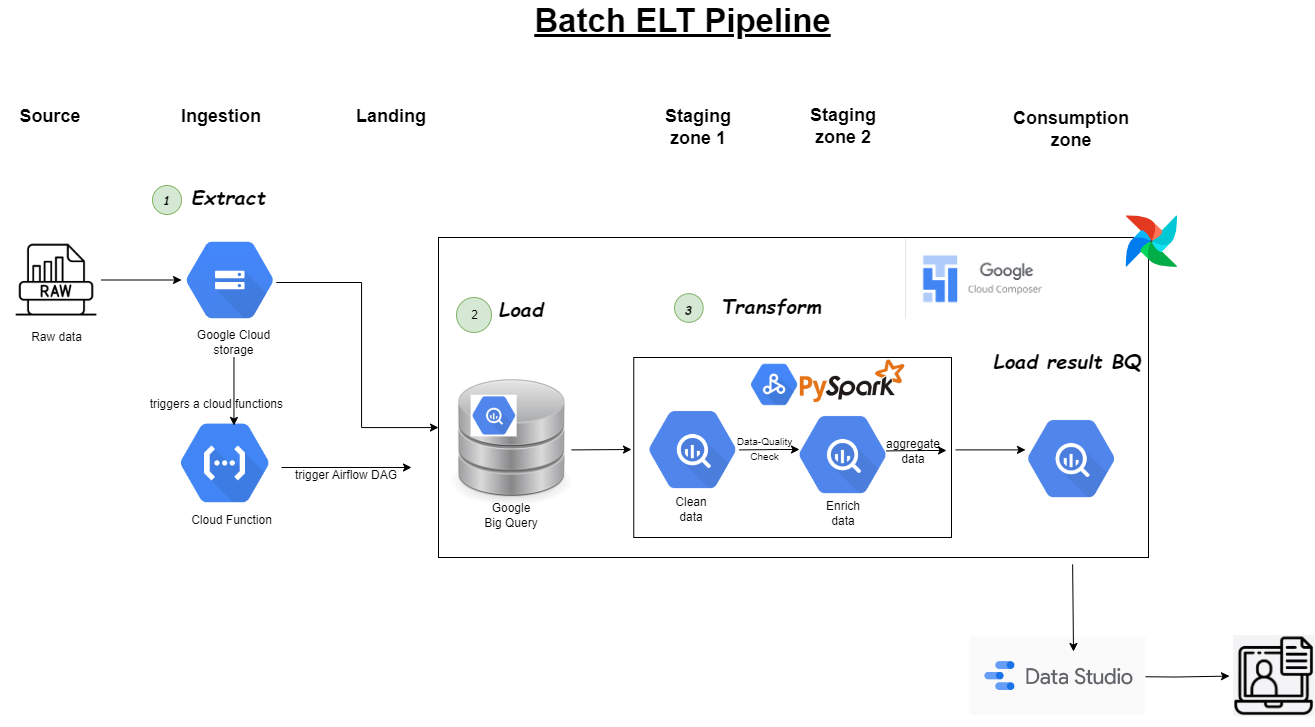 Batch ELT Pipeline
Source
Ingestion
Landing
Staging
zone 1
Staging
zone 2
Consumption
zone
1
Extract
RAW
Raw data
Google Cloud
storage
triggers a cloud functions
Cloud Function
trigger Airflow DAG
2
Load
3
Transform
Google
Cloud Composer
Load result BQ
PySpark
Google
Big Query
Clean
data
Data-Quality
Check
Enrich
data
aggregate
data
Data Studio